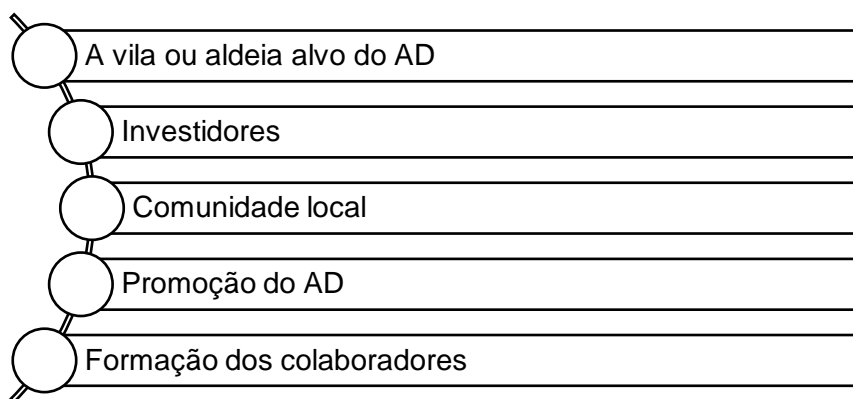 A vila ou aldeia alvo do AD
Investidores
Comunidade local
Promoção do AD
Formação dos colaboradores